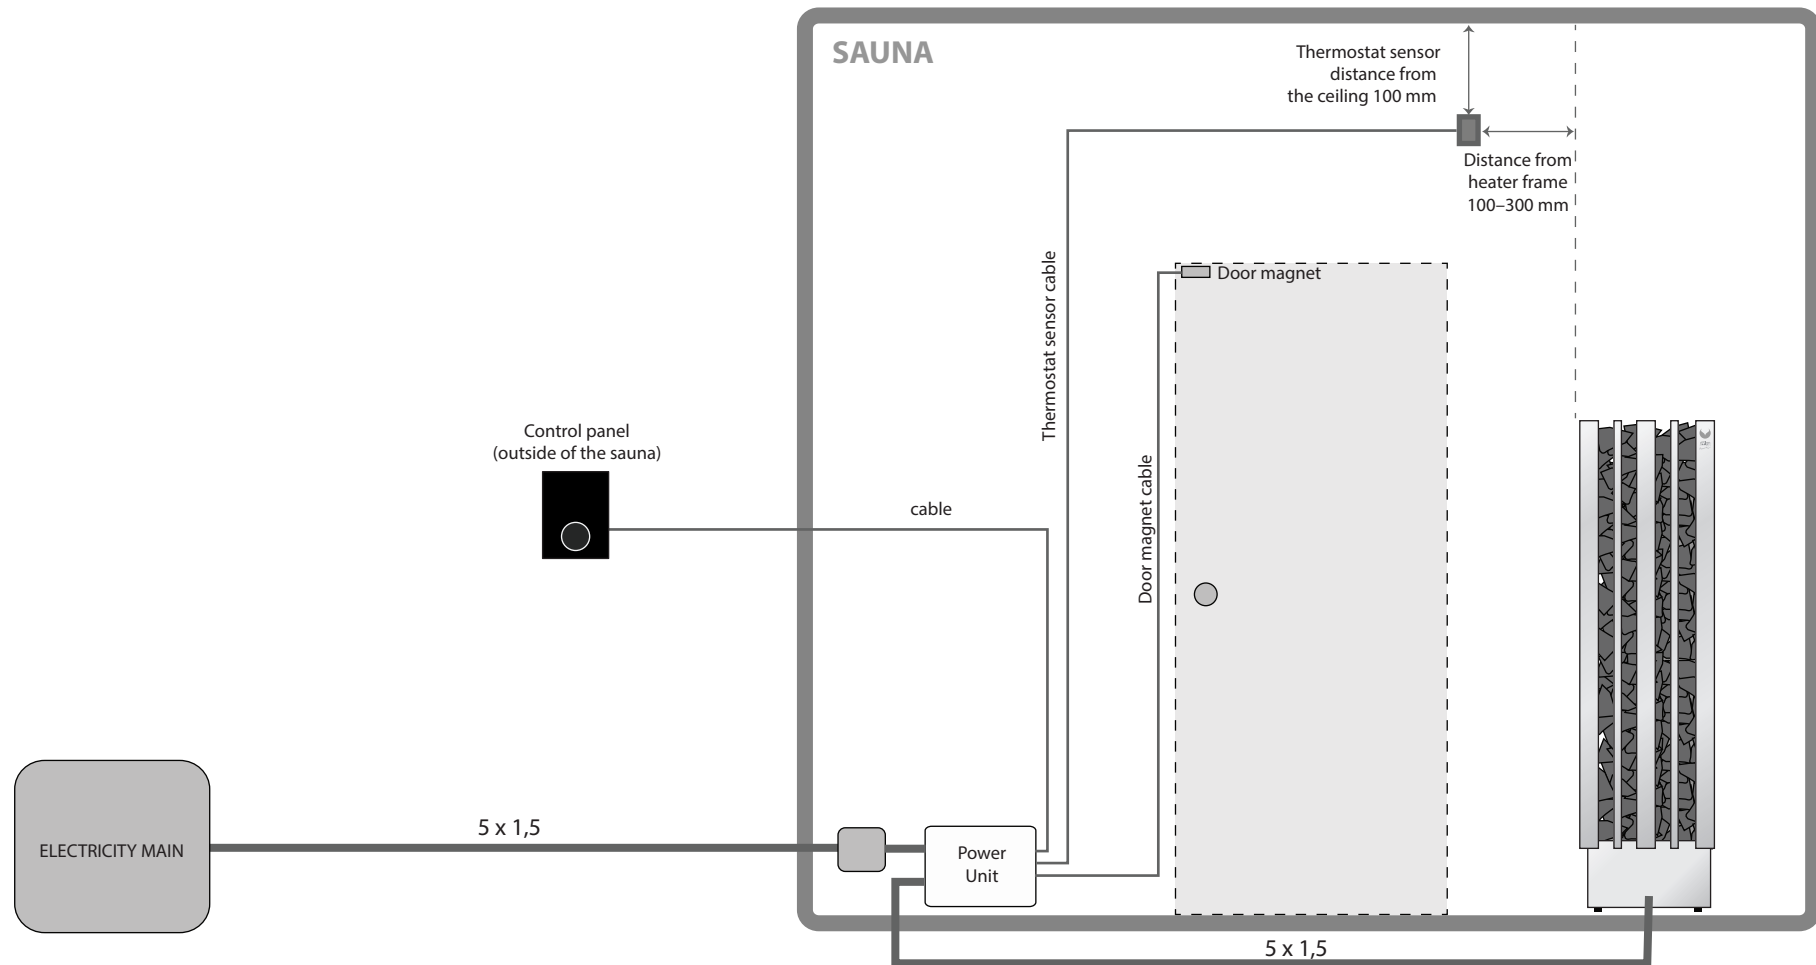 SAUNA
Thermostat sensor
distance from
the ceiling 100 mm
Distance from
heater frame
100–300 mm
Thermostat sensor cable
Door magnet
Control panel
(outside of the sauna)
Door magnet cable
cable
5 x 1,5
ELECTRICITY MAIN
Power
Unit
5 x 1,5